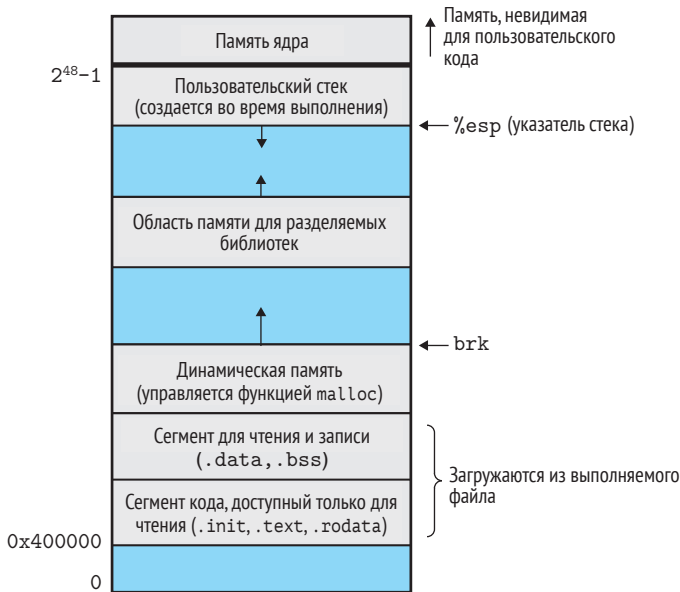 Память ядра
Память, невидимая
для пользовательского
кода
2⁴⁸−1
Пользовательский стек
(создается во время выполнения)
%esp (указатель стека)
Область памяти для разделяемых
библиотек
brk
Динамическая память
(управляется функцией malloc)
Сегмент для чтения и записи
(.data, .bss)
Загружаются из выполняемого
файла
Сегмент кода, доступный только для
чтения (.init, .text, .rodata)
0x400000
0